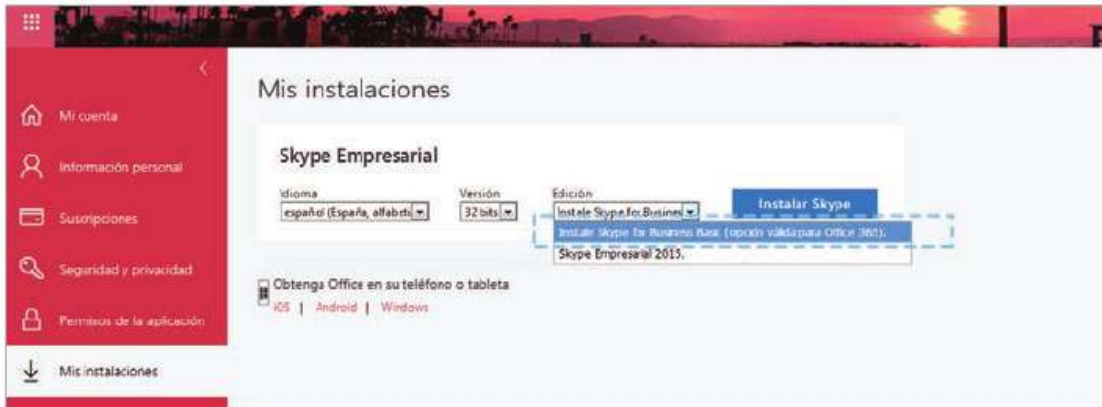 Mis instalaciones
Mi cuenta
Información personal
Suscripciones
Seguridad y privacidad
Permisos de la aplicación
Mis instalaciones
Skype Empresarial
Idioma Versión Edición
español (España, alfabeti 32 bits Instale Skype for Busines Instalar Skype
Instale Skype for Business Basic (opción válida para Office 365).
Skype Empresarial 2015.
Obtenga Office en su teléfono o tableta
iOS | Android | Windows